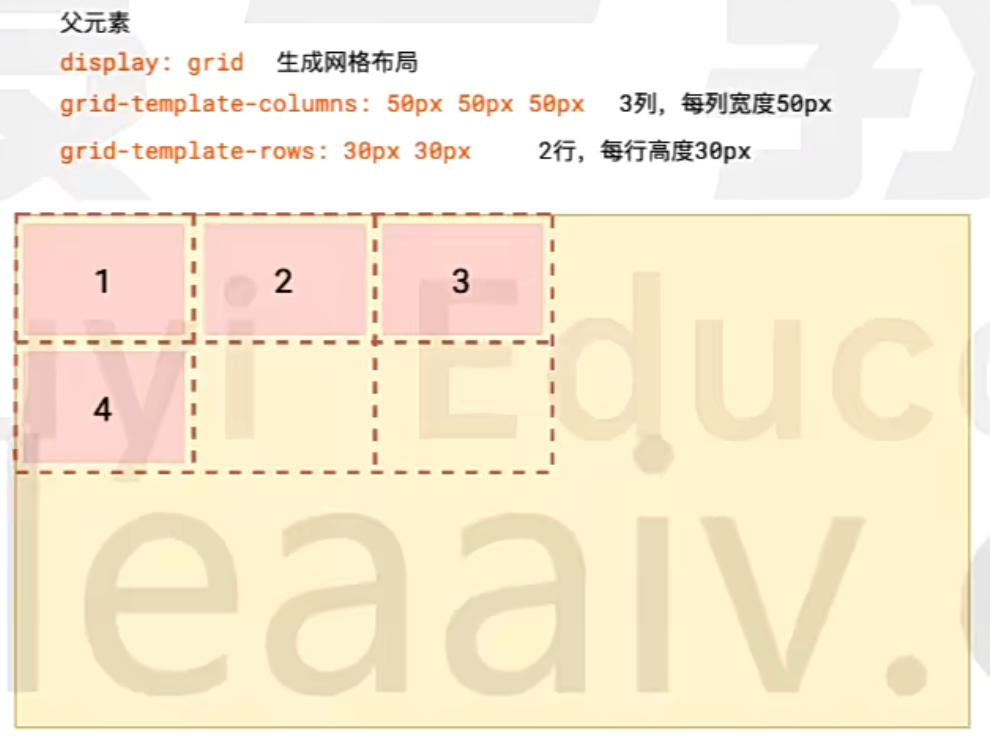 父元素
display: grid 生成网格布局
grid-template-columns: 50px 50px 50px 3列，每列宽度50px
grid-template-rows: 30px 30px 2行，每行高度30px
1 2 3
4